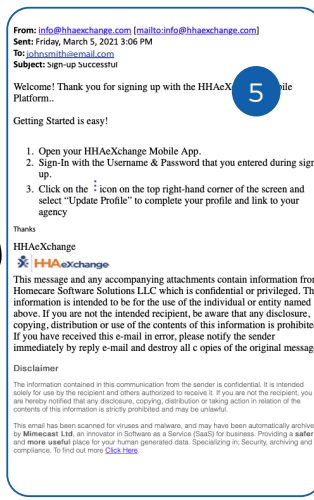 From: info@hhaexchange.com [mailto:info@hhaexchange.com]
Sent: Friday, March 5, 2021 3:06 PM
To: johnsmith@email.com
Subject: Sign-up Successful
Welcome! Thank you for signing up with the HHAeX
5
Platform..
Getting Started is easy!
1. Open your HHAeXchange Mobile App.
2. Sign-In with the Username & Password that you entered during sign
up.
3. Click on the ⋮ icon on the top right-hand corner of the screen and
select “Update Profile” to complete your profile and link to your
agency
Thanks
HHAeXchange
HHAeXchange
This message and any accompanying attachments contain information from
Homecare Software Solutions LLC which is confidential or privileged. Th
information is intended to be for the use of the individual or entity named
above. If you are not the intended recipient, be aware that any disclosure,
copying, distribution or use of the contents of this information is prohibite
If you have received this e-mail in error, please notify the sender
immediately by reply e-mail and destroy all c opies of the original messag
Disclaimer
The information contained in this communication from the sender is confidential. It is intended
solely for use by the recipient and others authorized to receive it. If you are not the recipient, you
are hereby notified that any disclosure, copying, distribution or taking action in relation of the
contents of this information is strictly prohibited and may be unlawful.
This email has been scanned for viruses and malware, and may have been automatically archive
by Mimecast Ltd, an innovator in Software as a Service (SaaS) for business. Providing a safer
and more useful place for your human generated data. Specializing in; Security, archiving and
compliance. To find out more Click Here.